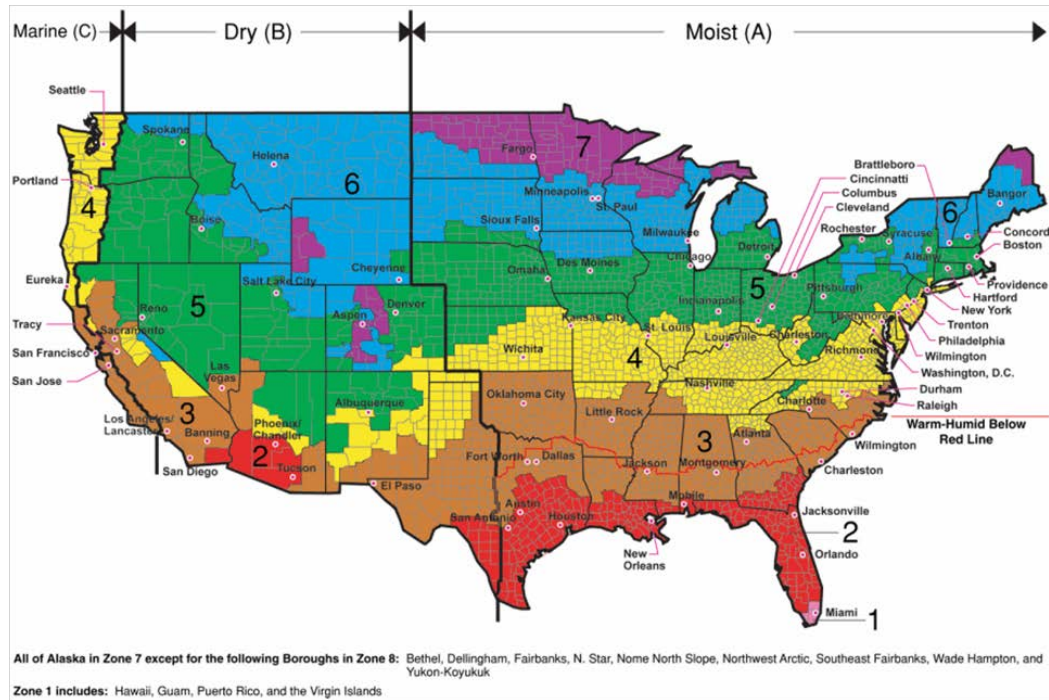 Marine (C)
Dry (B)
Moist (A)
Seattle
Spokane
Helena
Fargo
7
Brattleboro
Cincinnatti
Columbus
Cleveland
Rochester
Portland
4
6
Minneapolis
St. Paul
Bangor
6
Boise
Sioux Falls
Milwaukee
Detroit
Syracuse
Albany
Concord
Boston
Eureka
Salt Lake City
Cheyenne
Omaha
Des Moines
Chicago
Providence
Hartford
New York
Trenton
Philadelphia
Wilmington
Washington, D.C.
Reno
5
Aspen
Denver
Indianapolis
5
Pittsburgh
Baltimore
Tracy
Sacramento
San Francisco
San Jose
Kansas City
St. Louis
Louisville
Charleston
Richmond
Las
Vegas
Wichita
4
Nashville
Durham
Raleigh
Los Angeles/
Lancaster
3
Banning
San Diego
Albuquerque
Phoenix/
Chandler
2
Tucson
Oklahoma City
Little Rock
Charlotte
Atlanta
3
Warm-Humid Below
Red Line
Wilmington
Charleston
El Paso
Fort Worth
Dallas
Jackson
Montgomery
Mobile
Austin
San Antonio
Houston
New
Orleans
Jacksonville
2
Orlando
Miami
1
All of Alaska in Zone 7 except for the following Boroughs in Zone 8: Bethel, Dellingham, Fairbanks, N. Star, Nome North Slope, Northwest Arctic, Southeast Fairbanks, Wade Hampton, and
Yukon-Koyukuk
Zone 1 includes: Hawaii, Guam, Puerto Rico, and the Virgin Islands